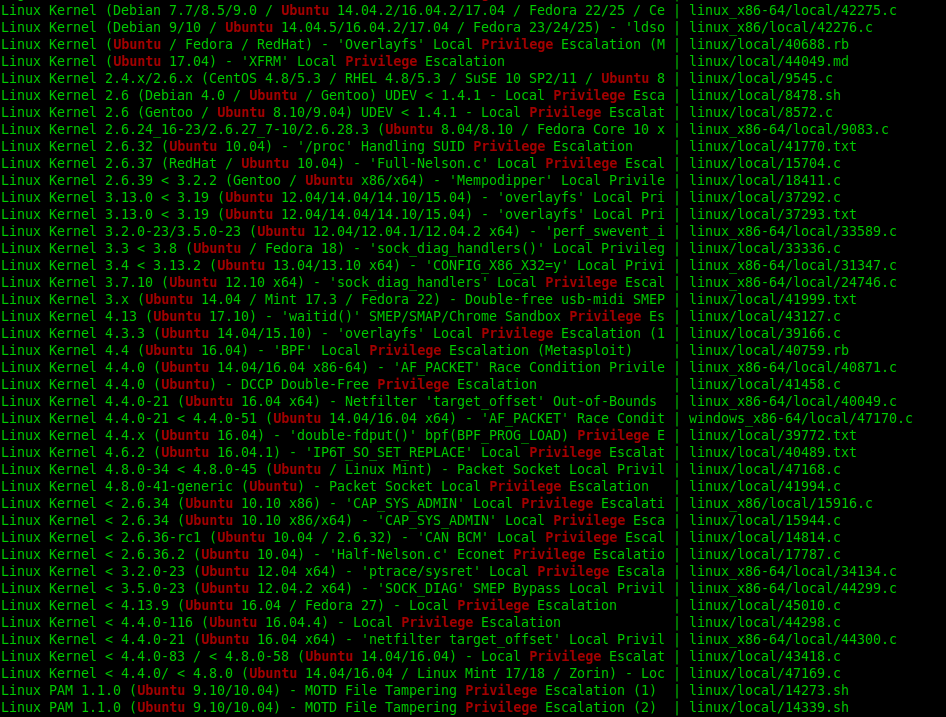 Linux Kernel (Debian 7.7/8.5/9.0 / Ubuntu 14.04.2/16.04.2/17.04 / Fedora 22/25 / Ce | linux_x86-64/local/42275.c
Linux Kernel (Debian 9/10 / Ubuntu 14.04.5/16.04.2/17.04 / Fedora 23/24/25) - 'ldso | linux_x86/local/42276.c
Linux Kernel (Ubuntu / Fedora / RedHat) - 'Overlayfs' Local Privilege Escalation (M | linux/local/40688.rb
Linux Kernel (Ubuntu 17.04) - 'XFRM' Local Privilege Escalation | linux/local/44049.md
Linux Kernel 2.4.x/2.6.x (CentOS 4.8/5.3 / RHEL 4.8/5.3 / SuSE 10 SP2/11 / Ubuntu 8 | linux/local/9545.c
Linux Kernel 2.6 (Debian 4.0 / Ubuntu / Gentoo) UDEV < 1.4.1 - Local Privilege Esca | linux/local/8478.sh
Linux Kernel 2.6 (Gentoo / Ubuntu 8.10/9.04) UDEV < 1.4.1 - Local Privilege Escalat | linux/local/8572.c
Linux Kernel 2.6.24_16-23/2.6.27_7-10/2.6.28.3 (Ubuntu 8.04/8.10 / Fedora Core 10 x | linux_x86-64/local/9083.c
Linux Kernel 2.6.32 (Ubuntu 10.04) - '/proc' Handling SUID Privilege Escalation | linux/local/41770.txt
Linux Kernel 2.6.37 (RedHat / Ubuntu 10.04) - 'Full-Nelson.c' Local Privilege Escal | linux/local/15704.c
Linux Kernel 2.6.39 < 3.2.2 (Gentoo / Ubuntu x86/x64) - 'Mempodipper' Local Privile | linux/local/18411.c
Linux Kernel 3.13.0 < 3.19 (Ubuntu 12.04/14.04/14.10/15.04) - 'overlayfs' Local Pri | linux/local/37292.c
Linux Kernel 3.13.0 < 3.19 (Ubuntu 12.04/14.04/14.10/15.04) - 'overlayfs' Local Pri | linux/local/37293.txt
Linux Kernel 3.2.0-23/3.5.0-23 (Ubuntu 12.04/12.04.1/12.04.2 x64) - 'perf_swevent_i | linux_x86-64/local/33589.c
Linux Kernel 3.3 < 3.8 (Ubuntu / Fedora 18) - 'sock_diag_handlers()' Local Privileg | linux/local/33336.c
Linux Kernel 3.4 < 3.13.2 (Ubuntu 13.04/13.10 x64) - 'CONFIG_X86_X32=y' Local Privi | linux_x86-64/local/31347.c
Linux Kernel 3.7.10 (Ubuntu 12.10 x64) - 'sock_diag_handlers' Local Privilege Escal | linux_x86-64/local/24746.c
Linux Kernel 3.x (Ubuntu 14.04 / Mint 17.3 / Fedora 22) - Double-free usb-midi SMEP | linux/local/41999.txt
Linux Kernel 4.13 (Ubuntu 17.10) - 'waitid()' SMEP/SMAP/Chrome Sandbox Privilege Es | linux/local/43127.c
Linux Kernel 4.3.3 (Ubuntu 14.04/15.10) - 'overlayfs' Local Privilege Escalation (1 | linux/local/39166.c
Linux Kernel 4.4 (Ubuntu 16.04) - 'BPF' Local Privilege Escalation (Metasploit) | linux/local/40759.rb
Linux Kernel 4.4.0 (Ubuntu 14.04/16.04 x86-64) - 'AF_PACKET' Race Condition Privile | linux_x86-64/local/40871.c
Linux Kernel 4.4.0 (Ubuntu) - DCCP Double-Free Privilege Escalation | linux/local/41458.c
Linux Kernel 4.4.0-21 (Ubuntu 16.04 x64) - Netfilter 'target_offset' Out-of-Bounds | linux_x86-64/local/40049.c
Linux Kernel 4.4.0-21 < 4.4.0-51 (Ubuntu 14.04/16.04 x64) - 'AF_PACKET' Race Condit | windows_x86-64/local/47170.c
Linux Kernel 4.4.x (Ubuntu 16.04) - 'double-fdput()' bpf(BPF_PROG_LOAD) Privilege E | linux/local/39772.txt
Linux Kernel 4.6.2 (Ubuntu 16.04.1) - 'IP6T_SO_SET_REPLACE' Local Privilege Escalat | linux/local/40489.txt
Linux Kernel 4.8.0-34 < 4.8.0-45 (Ubuntu / Linux Mint) - Packet Socket Local Privil | linux/local/47168.c
Linux Kernel 4.8.0-41-generic (Ubuntu) - Packet Socket Local Privilege Escalation | linux/local/41994.c
Linux Kernel < 2.6.34 (Ubuntu 10.10 x86) - 'CAP_SYS_ADMIN' Local Privilege Escalati | linux_x86/local/15916.c
Linux Kernel < 2.6.34 (Ubuntu 10.10 x86/x64) - 'CAP_SYS_ADMIN' Local Privilege Esca | linux/local/15944.c
Linux Kernel < 2.6.36-rc1 (Ubuntu 10.04 / 2.6.32) - 'CAN BCM' Local Privilege Escal | linux/local/14814.c
Linux Kernel < 2.6.36.2 (Ubuntu 10.04) - 'Half-Nelson.c' Econet Privilege Escalatio | linux/local/17787.c
Linux Kernel < 3.2.0-23 (Ubuntu 12.04 x64) - 'ptrace/sysret' Local Privilege Escala | linux_x86-64/local/34134.c
Linux Kernel < 3.5.0-23 (Ubuntu 12.04.2 x64) - 'SOCK_DIAG' SMEP Bypass Local Privil | linux_x86-64/local/44299.c
Linux Kernel < 4.13.9 (Ubuntu 16.04 / Fedora 27) - Local Privilege Escalation | linux/local/45010.c
Linux Kernel < 4.4.0-116 (Ubuntu 16.04.4) - Local Privilege Escalation | linux/local/44298.c
Linux Kernel < 4.4.0-21 (Ubuntu 16.04 x64) - 'netfilter target_offset' Local Privil | linux_x86-64/local/44300.c
Linux Kernel < 4.4.0-83 / < 4.8.0-58 (Ubuntu 14.04/16.04) - Local Privilege Escalat | linux/local/43418.c
Linux Kernel < 4.4.0/ < 4.8.0 (Ubuntu 14.04/16.04 / Linux Mint 17/18 / Zorin) - Loc | linux/local/47169.c
Linux PAM 1.1.0 (Ubuntu 9.10/10.04) - MOTD File Tampering Privilege Escalation (1) | linux/local/14273.sh
Linux PAM 1.1.0 (Ubuntu 9.10/10.04) - MOTD File Tampering Privilege Escalation (2) | linux/local/14339.sh